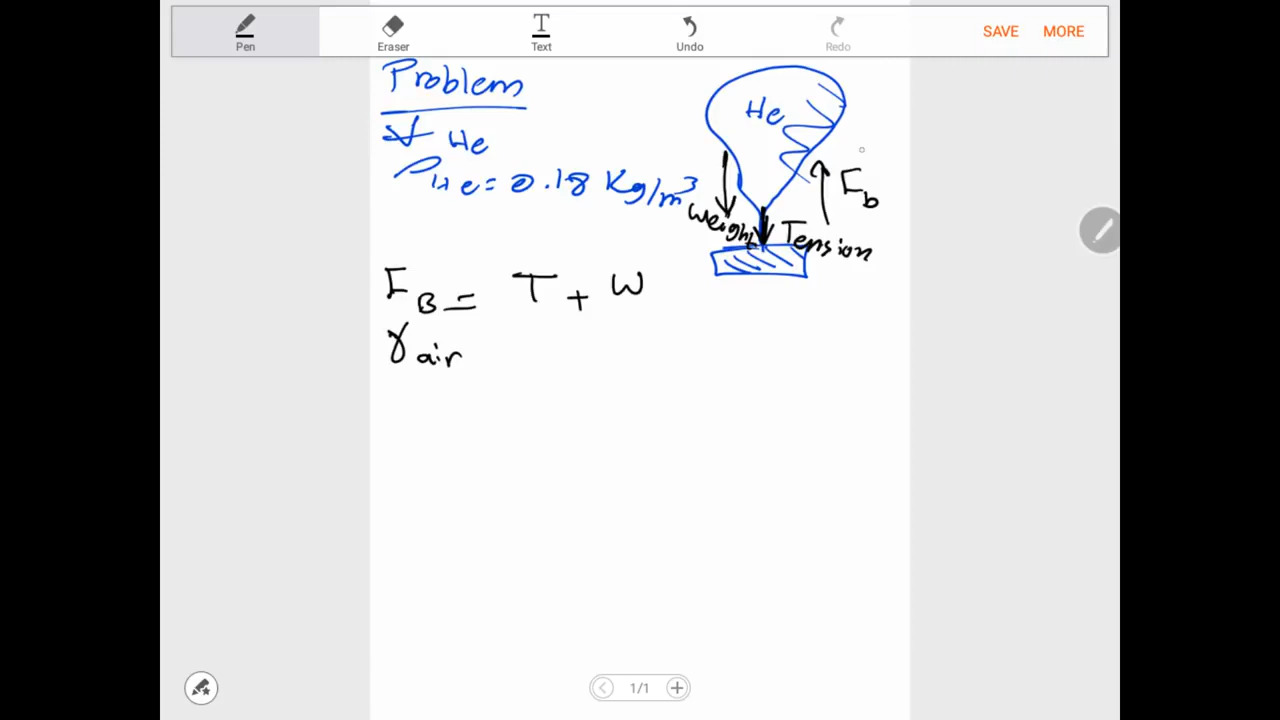 Pen Eraser Text Undo Redo SAVE MORE
Problem
∀ He
ρHe = 0.18 Kg/m³
He
Fb
Weight
Tension
FB = T + W
γair
1/1